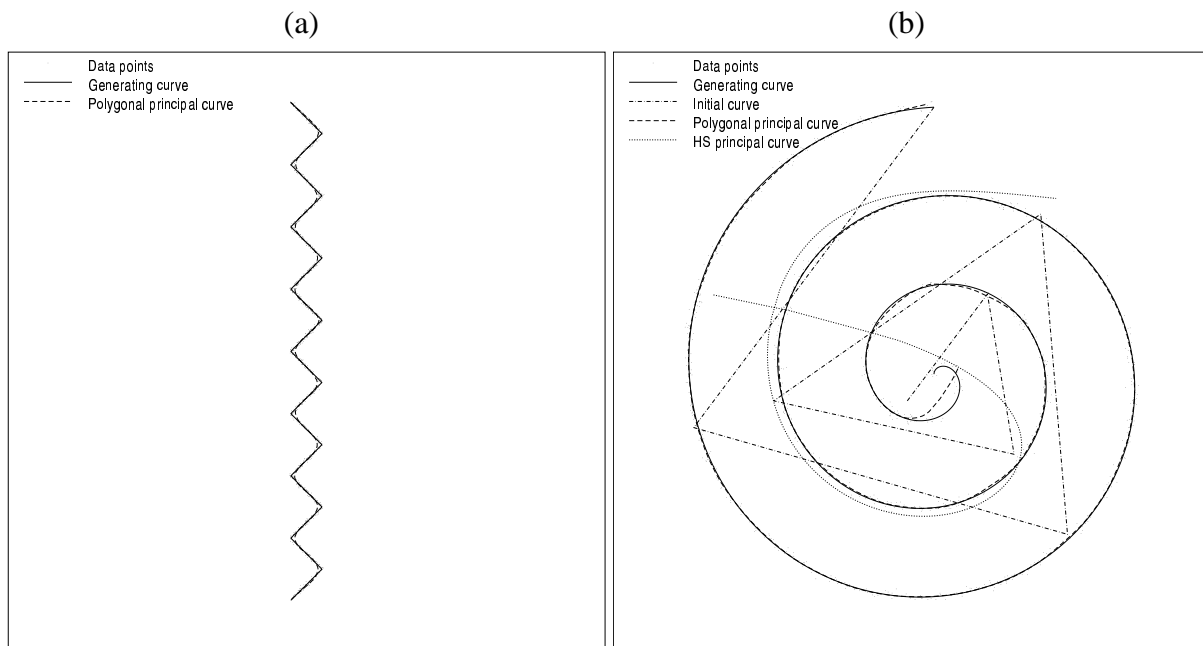 (a)
Data points
Generating curve
Polygonal principal curve
(b)
Data points
Generating curve
Initial curve
Polygonal principal curve
HS principal curve